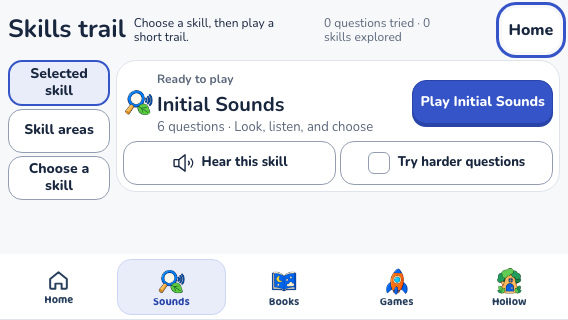 Skills trail
Choose a skill, then play a
short trail.
0 questions tried · 0
skills explored
Home
Selected
skill
Skill areas
Choose a
skill
Ready to play
Initial Sounds
6 questions · Look, listen, and choose
Play Initial Sounds
Hear this skill
Try harder questions
Home
Sounds
Books
Games
Hollow